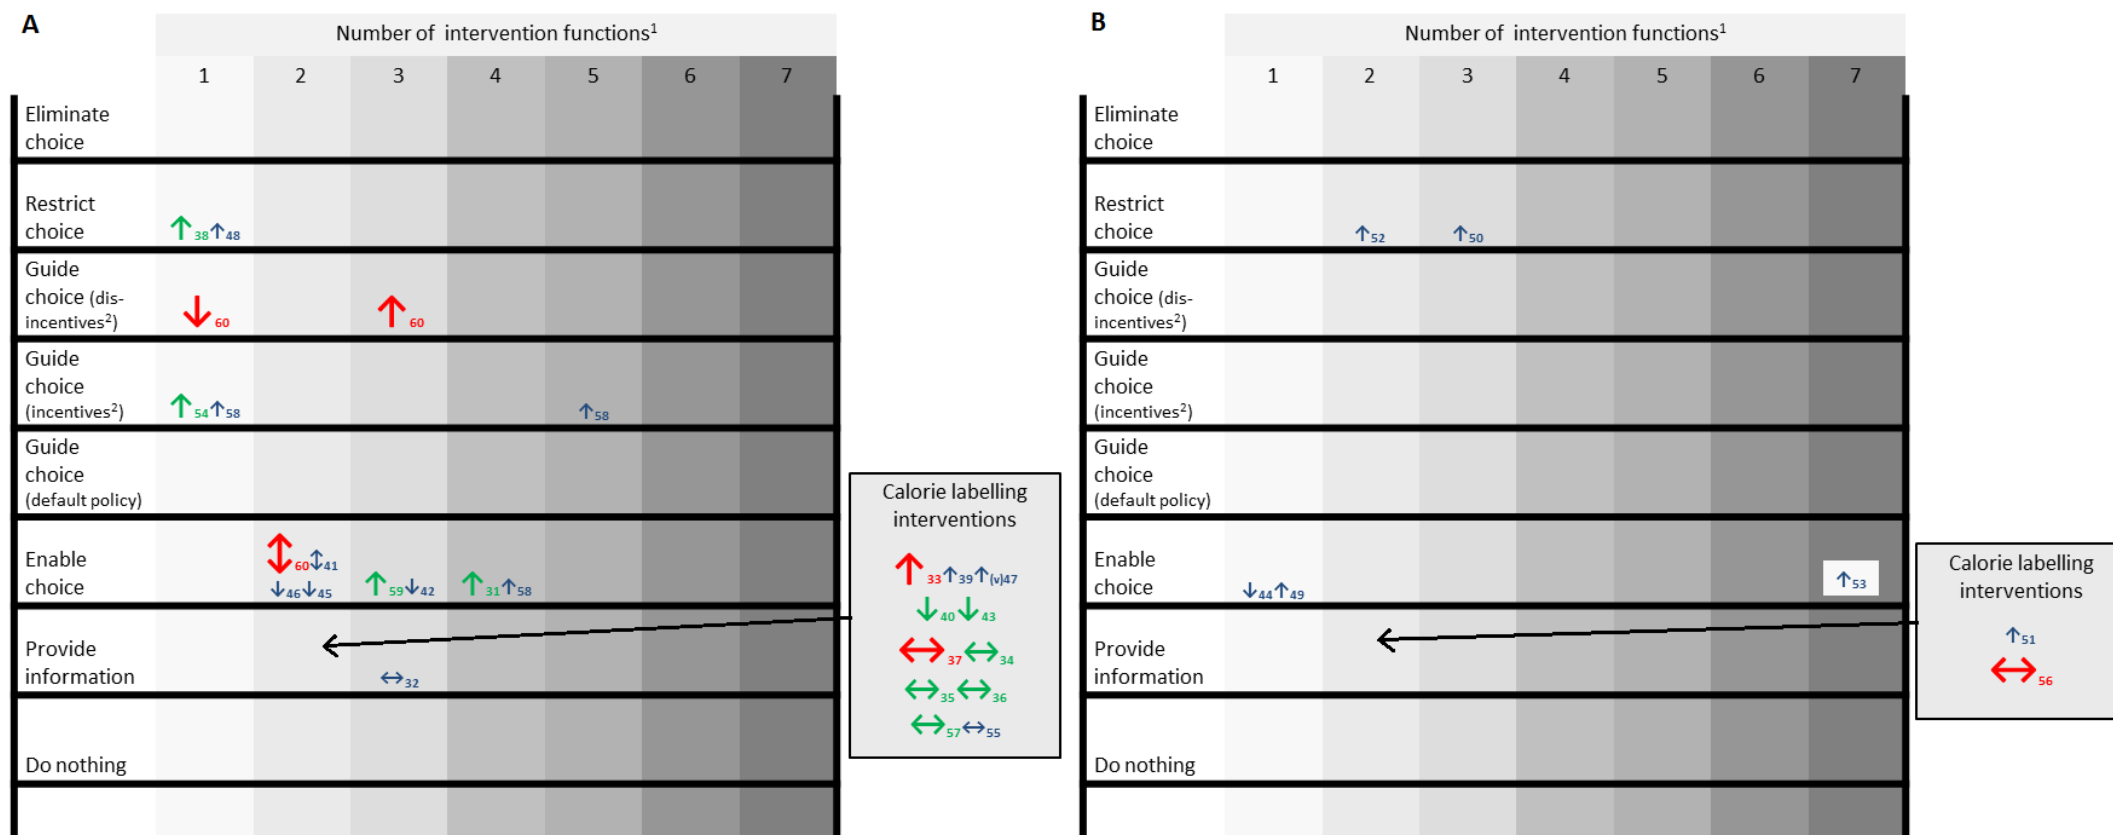 A
Number of intervention functions1
1 2 3 4 5 6 7
Eliminate
choice
Restrict
choice
↑38↑48
Guide
choice (dis-
incentives2)
↓60 ↑60
Guide
choice
(incentives2)
↑54↑58 ↑58
Guide
choice
(default policy)
Enable
choice
↕60↕41
↓46↓45 ↑59↓42 ↑31↑58
Provide
information
↔32
Do nothing
Calorie labelling
interventions
↑33↑39↑(v)47
↓40↓43
↔37↔34
↔35↔36
↔57↔55
B
Number of intervention functions1
1 2 3 4 5 6 7
Eliminate
choice
Restrict
choice
↑52 ↑50
Guide
choice (dis-
incentives2)
Guide
choice
(incentives2)
Guide
choice
(default policy)
Enable
choice
↓44↑49 ↑53
Provide
information
Do nothing
Calorie labelling
interventions
↑51
↔56